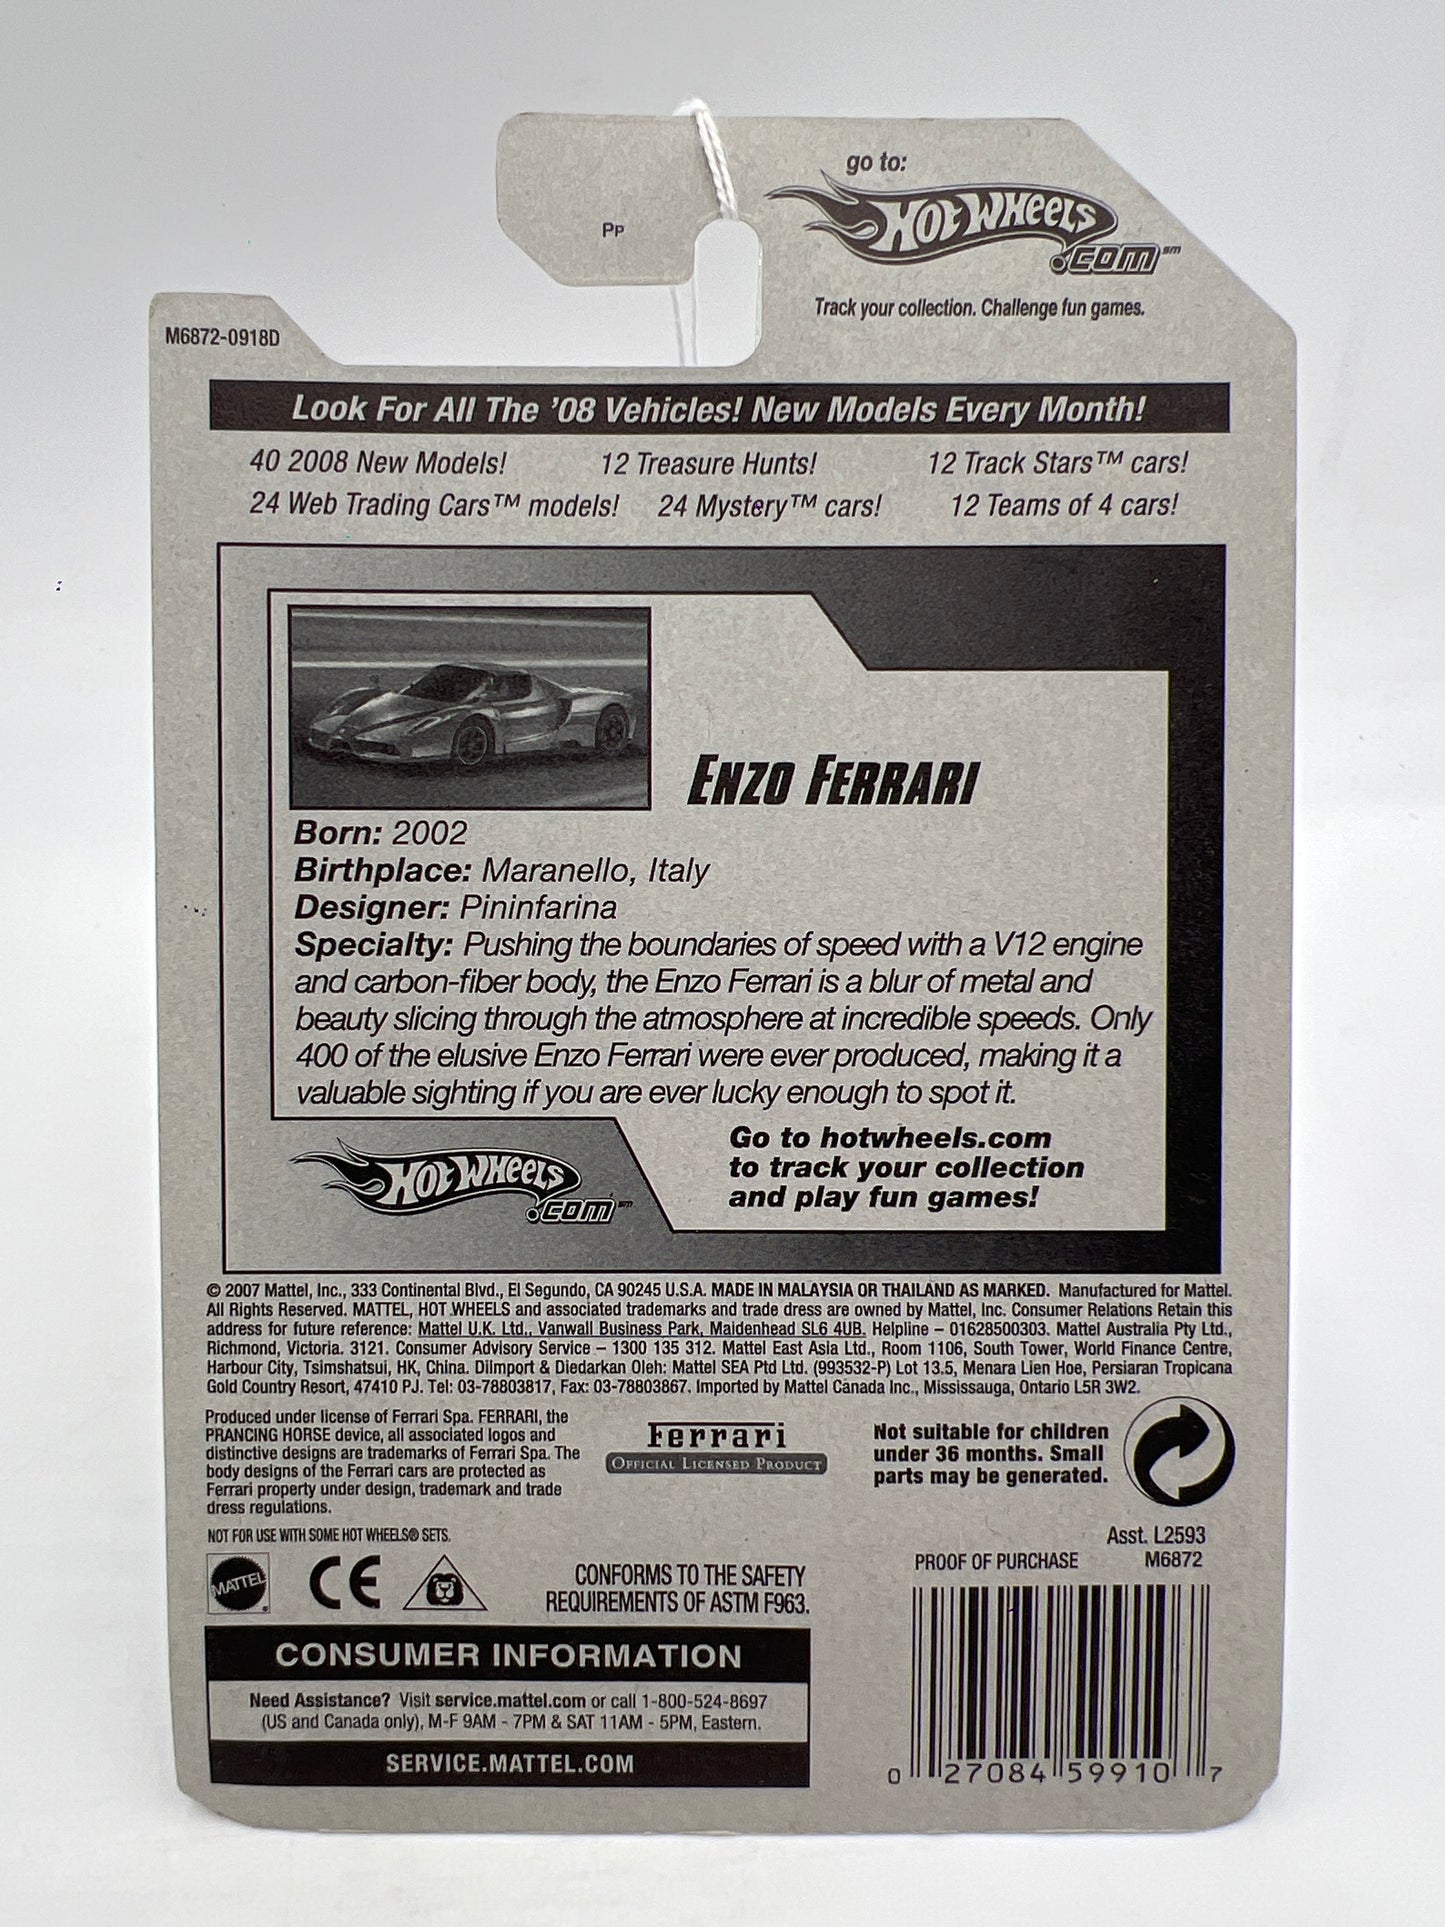 go to:
Hot Wheels
.com℠
Pp
Track your collection. Challenge fun games.
M6872-0918D
Look For All The '08 Vehicles! New Models Every Month!
40 2008 New Models! 12 Treasure Hunts! 12 Track Stars™ cars!
24 Web Trading Cars™ models! 24 Mystery™ cars! 12 Teams of 4 cars!
Enzo Ferrari
Born: 2002
Birthplace: Maranello, Italy
Designer: Pininfarina
Specialty: Pushing the boundaries of speed with a V12 engine
and carbon-fiber body, the Enzo Ferrari is a blur of metal and
beauty slicing through the atmosphere at incredible speeds. Only
400 of the elusive Enzo Ferrari were ever produced, making it a
valuable sighting if you are ever lucky enough to spot it.
Hot Wheels
.com℠
Go to hotwheels.com
to track your collection
and play fun games!
© 2007 Mattel, Inc., 333 Continental Blvd., El Segundo, CA 90245 U.S.A. MADE IN MALAYSIA OR THAILAND AS MARKED. Manufactured for Mattel.
All Rights Reserved. MATTEL, HOT WHEELS and associated trademarks and trade dress are owned by Mattel, Inc. Consumer Relations Retain this
address for future reference: Mattel U.K. Ltd., Vanwall Business Park, Maidenhead SL6 4UB. Helpline – 01628500303. Mattel Australia Pty Ltd.,
Richmond, Victoria. 3121. Consumer Advisory Service – 1300 135 312. Mattel East Asia Ltd., Room 1106, South Tower, World Finance Centre,
Harbour City, Tsimshatsui, HK, China. DiImport & Diedarkan Oleh: Mattel SEA Ptd Ltd. (993532-P) Lot 13.5, Menara Lien Hoe, Persiaran Tropicana
Gold Country Resort, 47410 PJ. Tel: 03-78803817, Fax: 03-78803867. Imported by Mattel Canada Inc., Mississauga, Ontario L5R 3W2.
Produced under license of Ferrari Spa. FERRARI, the
PRANCING HORSE device, all associated logos and
distinctive designs are trademarks of Ferrari Spa. The
body designs of the Ferrari cars are protected as
Ferrari property under design, trademark and trade
dress regulations.
Ferrari
Official Licensed Product
Not suitable for children
under 36 months. Small
parts may be generated.
NOT FOR USE WITH SOME HOT WHEELS® SETS.
Asst. L2593
PROOF OF PURCHASE M6872
MATTEL ®
CE
CONFORMS TO THE SAFETY
REQUIREMENTS OF ASTM F963.
CONSUMER INFORMATION
Need Assistance? Visit service.mattel.com or call 1-800-524-8697
(US and Canada only), M-F 9AM - 7PM & SAT 11AM - 5PM, Eastern.
SERVICE.MATTEL.COM
0 27084 59910 7